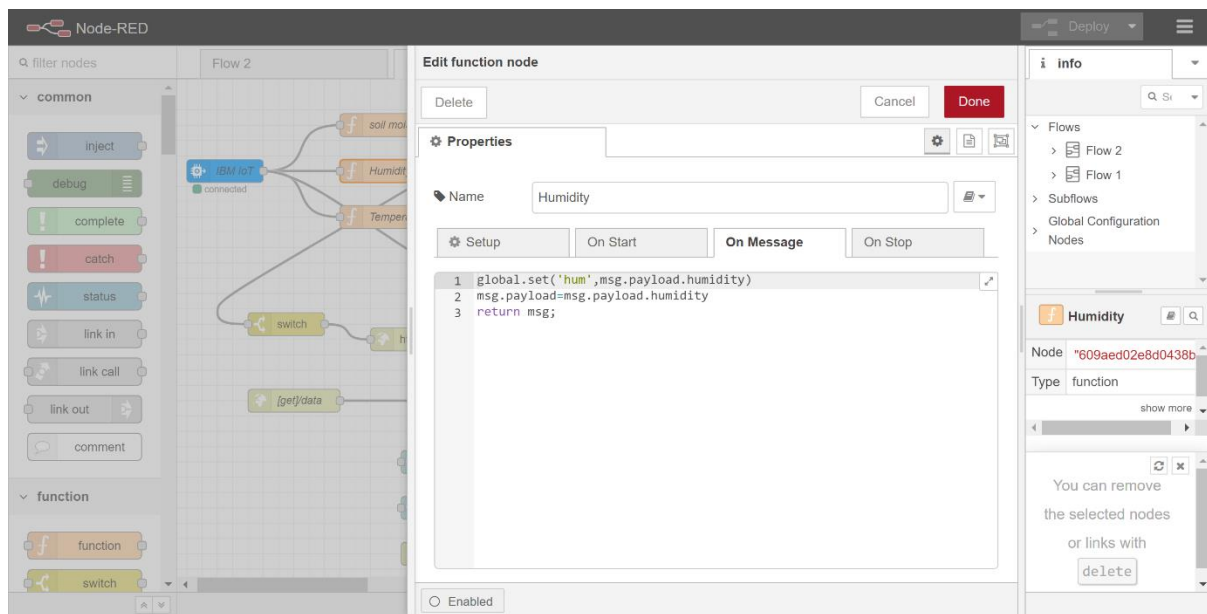 Node-RED
Deploy
filter nodes
Flow 2
common
inject
debug
complete
catch
status
link in
link call
link out
comment
function
function
switch
soil moi
IBM IoT
connected
Humidit
Temper
switch
h
[get]/data
Edit function node
Delete
Cancel
Done
Properties
Name
Humidity
Setup
On Start
On Message
On Stop
1 global.set('hum',msg.payload.humidity)
2 msg.payload=msg.payload.humidity
3 return msg;
Enabled
i info
Flows
Flow 2
Flow 1
Subflows
Global Configuration
Nodes
Humidity
Node "609aed02e8d0438b
Type function
show more
You can remove
the selected nodes
or links with
delete